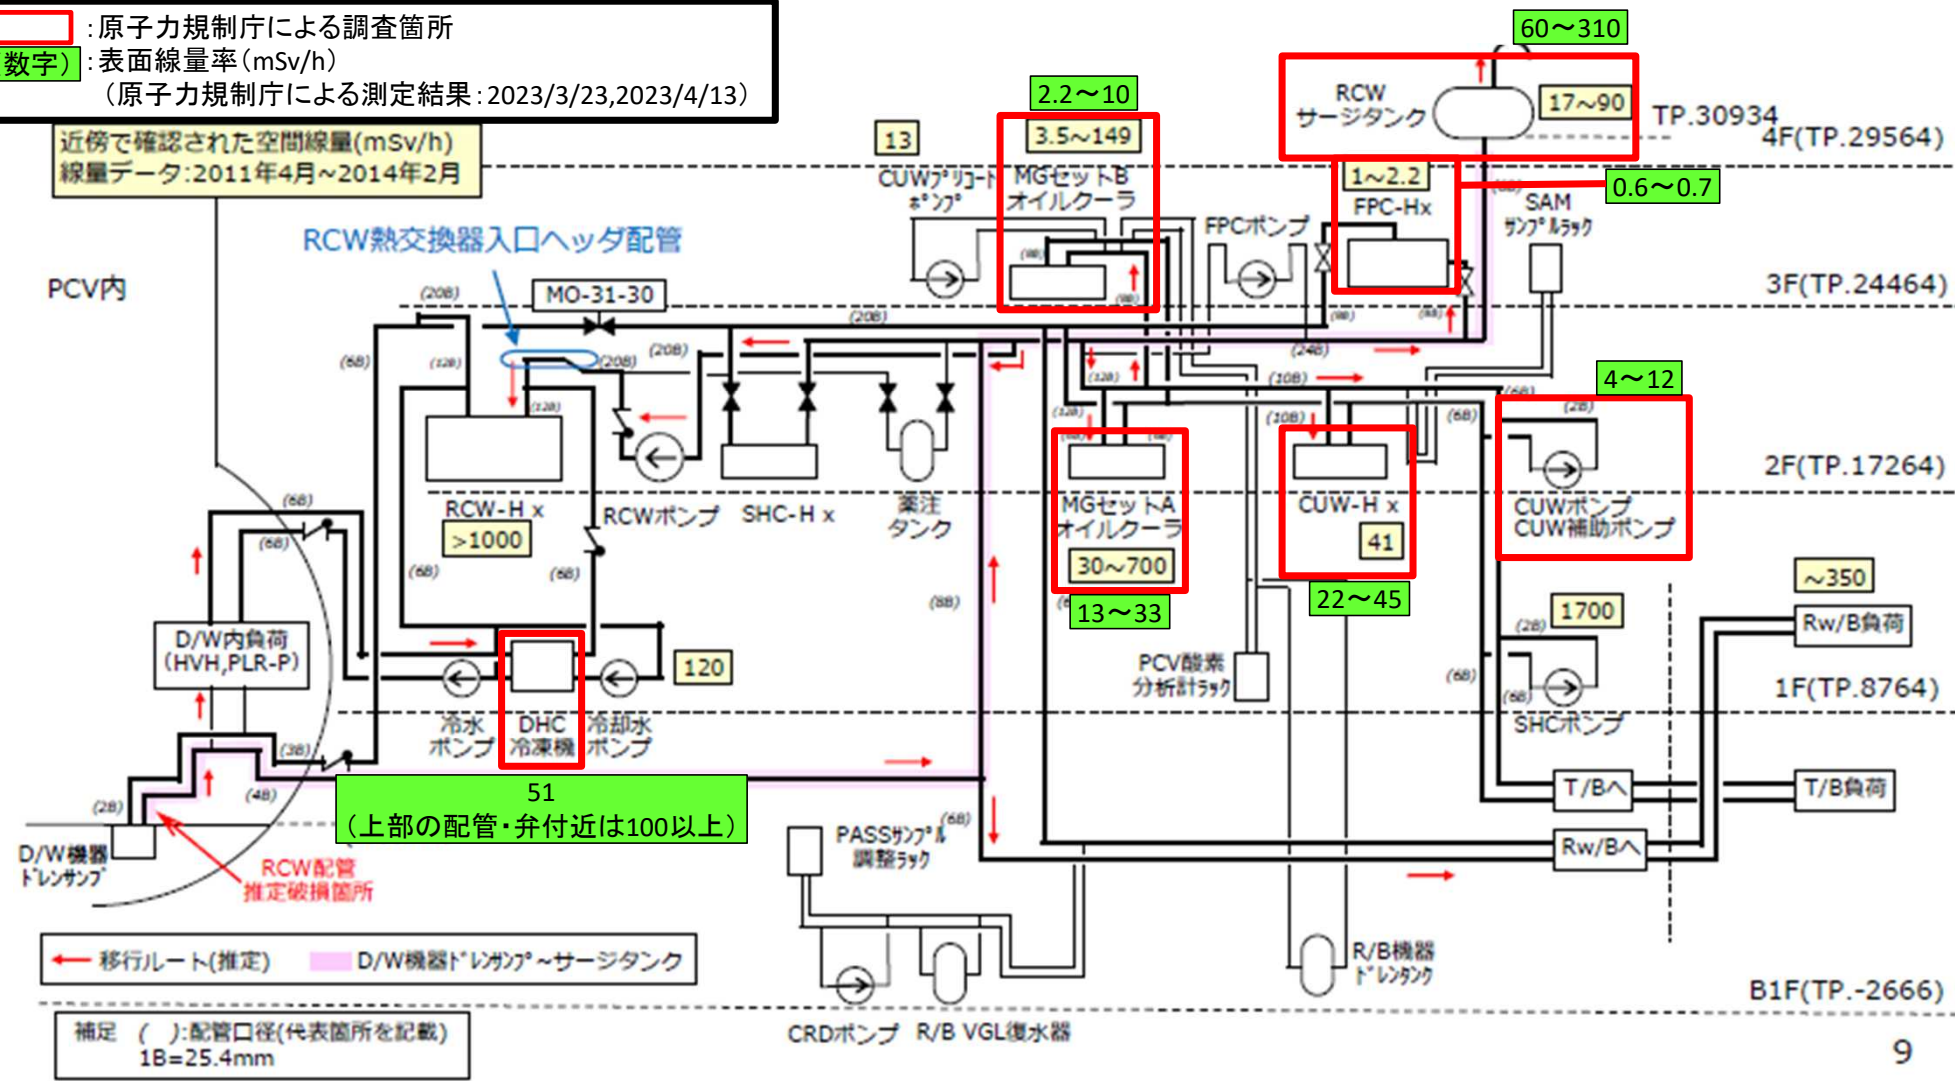 ：原子力規制庁による調査箇所
数字）：表面線量率（mSv/h）
（原子力規制庁による測定結果：2023/3/23,2023/4/13）
近傍で確認された空間線量(mSv/h)
線量データ:2011年4月~2014年2月
60～310
RCW
サージタンク
17~90
TP.30934
4F(TP.29564)
2.2～10
3.5~149
13
CUWﾌﾟﾘｺｰﾄ
ﾎﾟﾝﾌﾟ
MGセットB
オイルクーラ
1~2.2
FPC-Hx
0.6～0.7
FPCポンプ
SAM
ｻﾝﾌﾟﾙﾗｯｸ
RCW熱交換器入口ヘッダ配管
PCV内
MO-31-30
3F(TP.24464)
(20B)
(20B)
(6B)
(12B)
(20B)
(20B)
(12B)
(8B)
(8B)
(8B)
(8B)
(24B)
(12B)
(10B)
(6B)
4～12
(2B)
(12B)
(10B)
(6B)
2F(TP.17264)
RCW-H x
>1000
RCWポンプ
SHC-H x
薬注
タンク
MGセットA
オイルクーラ
30~700
13～33
CUW-H x
41
22～45
CUWポンプ
CUW補助ポンプ
(6B)
(6B)
(6B)
(6B)
(8B)
~350
1700
Rw/B負荷
(2B)
D/W内負荷
(HVH,PLR-P)
120
PCV酸素
分析計ﾗｯｸ
(6B)
(6B)
1F(TP.8764)
冷水
ポンプ
DHC
冷凍機
冷却水
ポンプ
SHCポンプ
(3B)
(4B)
(2B)
51
（上部の配管・弁付近は100以上）
T/Bへ
T/B負荷
(6B)
PASSｻﾝﾌﾟﾙ
調整ﾗｯｸ
Rw/Bへ
D/W機器
ﾄﾞﾚﾝｻﾝﾌﾟ
RCW配管
推定破損箇所
移行ルート(推定)
D/W機器ﾄﾞﾚﾝｻﾝﾌﾟ~サージタンク
R/B機器
ﾄﾞﾚﾝﾀﾝｸ
B1F(TP.-2666)
補足　(　):配管口径(代表箇所を記載)
1B=25.4mm
CRDポンプ
R/B VGL復水器
9